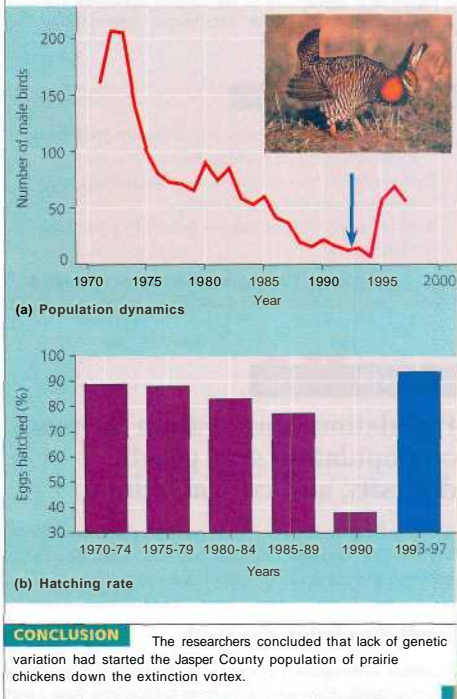 200
150
100
50
0
Number of male birds
1970 1975 1980 1985 1990 1995 2000
Year
(a) Population dynamics
100
90
80
70
60
50
40
30
Eggs hatched (%)
1970-74 1975-79 1980-84 1985-89 1990 1993-97
Years
(b) Hatching rate
CONCLUSION The researchers concluded that lack of genetic
variation had started the Jasper County population of prairie
chickens down the extinction vortex.